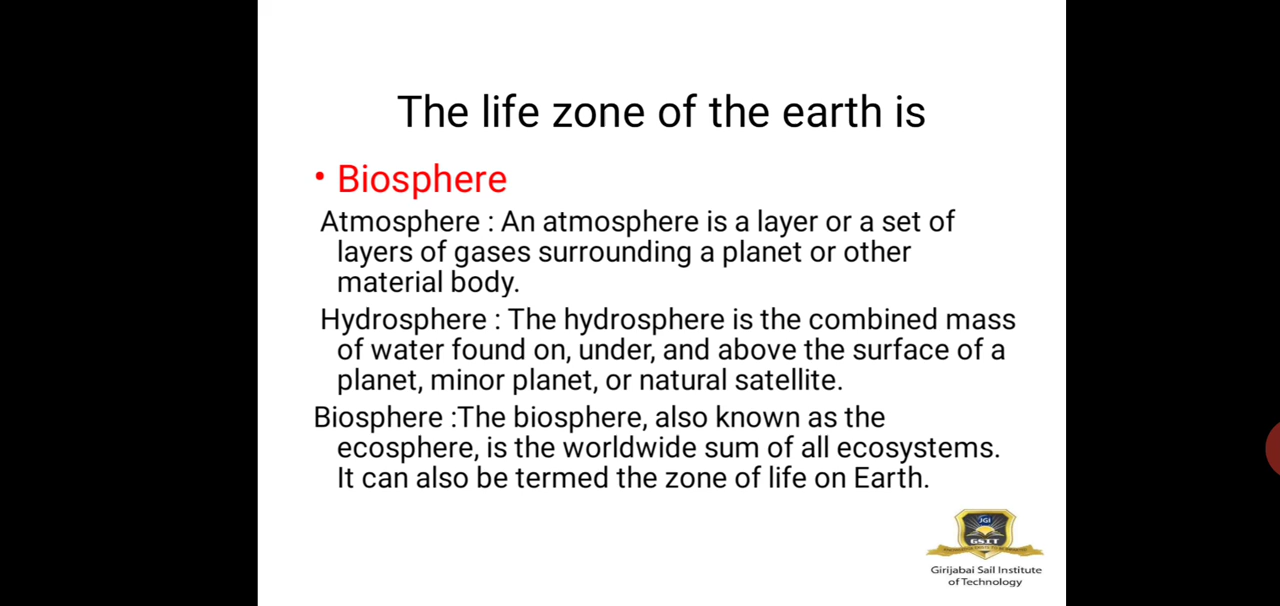 The life zone of the earth is
• Biosphere
Atmosphere : An atmosphere is a layer or a set of
layers of gases surrounding a planet or other
material body.
Hydrosphere : The hydrosphere is the combined mass
of water found on, under, and above the surface of a
planet, minor planet, or natural satellite.
Biosphere :The biosphere, also known as the
ecosphere, is the worldwide sum of all ecosystems.
It can also be termed the zone of life on Earth.
JGI
GSIT
Girijabai Sail Institute
of Technology